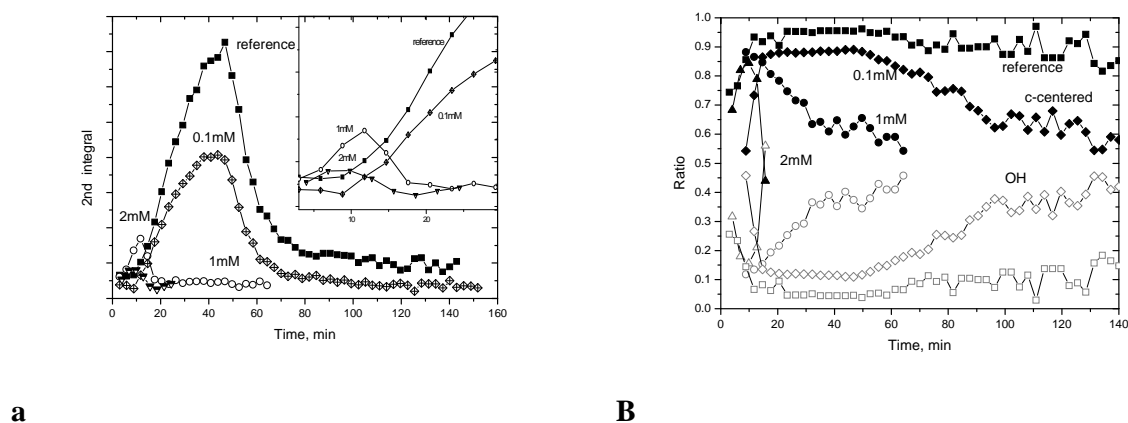 2nd integral
reference
0.1mM
2mM
1mM
0 20 40 60 80 100 120 140 160
Time, min
reference
0.1mM
1mM
2mM
10 20
a
Ratio
1.0
0.9
0.8
0.7
0.6
0.5
0.4
0.3
0.2
0.1
0.0
reference
0.1mM
c-centered
1mM
2mM
OH
0 20 40 60 80 100 120 140
Time, min
B